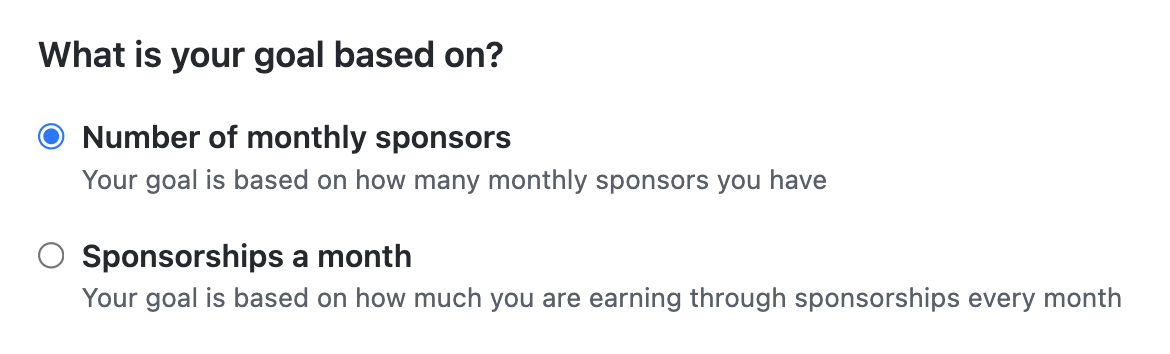 What is your goal based on?
Number of monthly sponsors
Your goal is based on how many monthly sponsors you have
Sponsorships a month
Your goal is based on how much you are earning through sponsorships every month